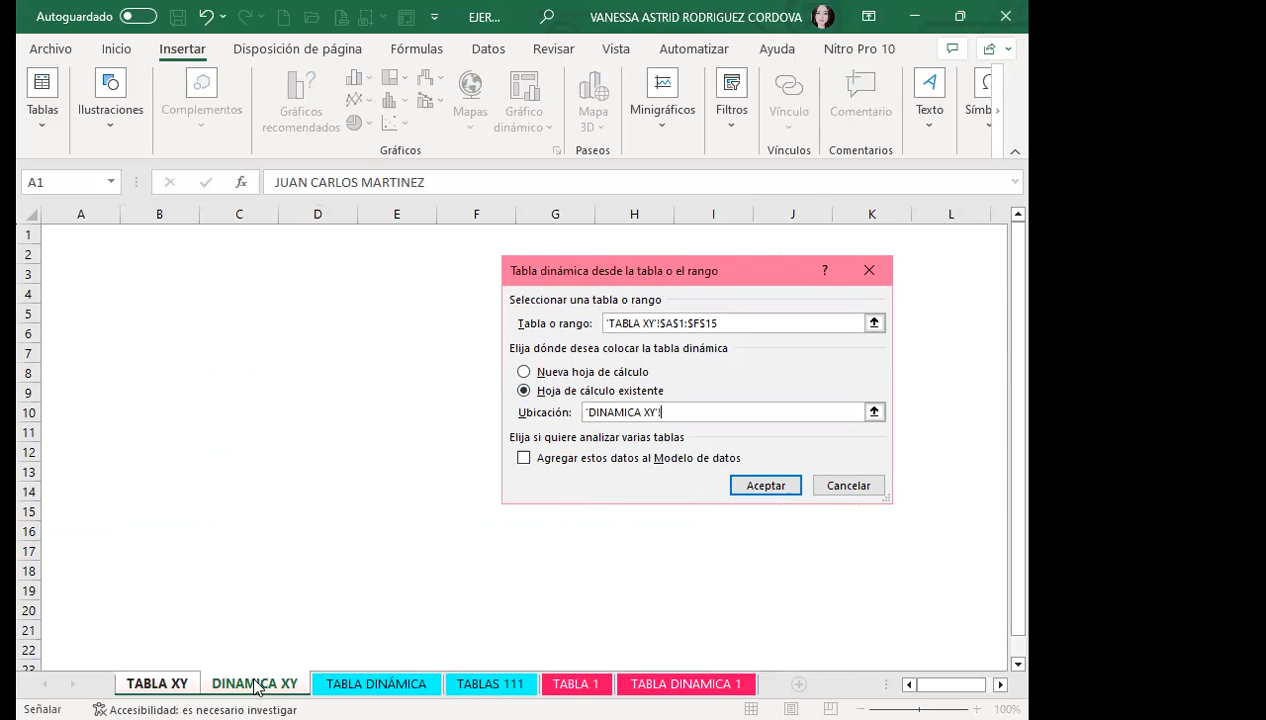 Autoguardado EJER... VANESSA ASTRID RODRIGUEZ CORDOVA
Archivo Inicio Insertar Disposición de página Fórmulas Datos Revisar Vista Automatizar Ayuda Nitro Pro 10
Tablas Ilustraciones Complementos Gráficos recomendados Mapas Gráfico dinámico Mapa 3D Minigráficos Filtros Vínculo Comentario Texto Símb
Gráficos Paseos Vínculos Comentarios
A1 fx JUAN CARLOS MARTINEZ
A B C D E F G H I J K L
1
2
3
4
5
6
7
8
9
10
11
12
13
14
15
16
17
18
19
20
21
22
23
Tabla dinámica desde la tabla o el rango ?
Seleccionar una tabla o rango
Tabla o rango: 'TABLA XY'!$A$1:$F$15
Elija dónde desea colocar la tabla dinámica
Nueva hoja de cálculo
Hoja de cálculo existente
Ubicación: 'DINAMICA XY'!
Elija si quiere analizar varias tablas
Agregar estos datos al Modelo de datos
Aceptar Cancelar
TABLA XY DINAMICA XY TABLA DINÁMICA TABLAS 111 TABLA 1 TABLA DINAMICA 1
Señalar Accesibilidad: es necesario investigar 100%